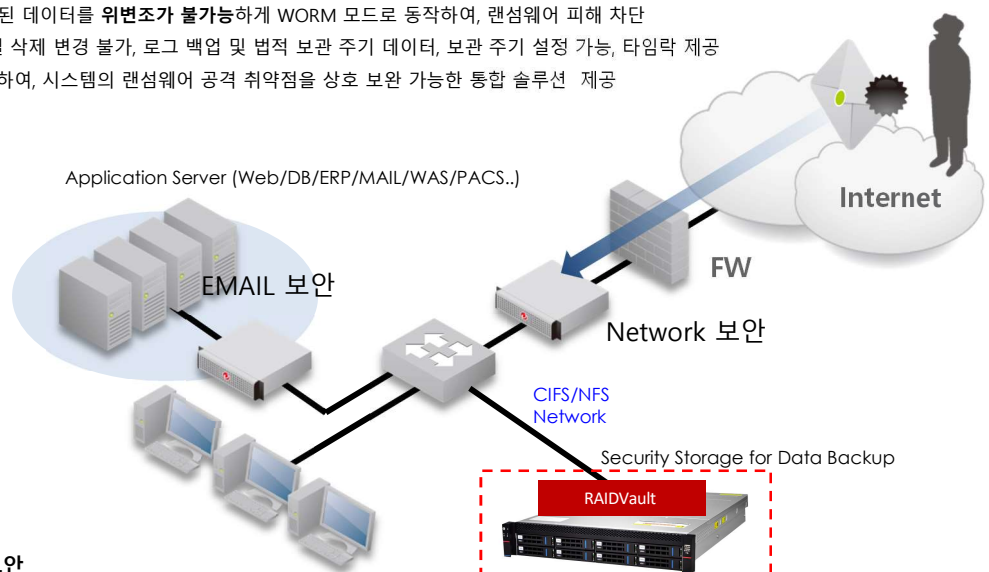 된 데이터를 위변조가 불가능하게 WORM 모드로 동작하여, 랜섬웨어 피해 차단
삭제 변경 불가, 로그 백업 및 법적 보관 주기 데이터, 보관 주기 설정 가능, 타임락 제공
하여, 시스템의 랜섬웨어 공격 취약점을 상호 보완 가능한 통합 솔루션 제공
Application Server (Web/DB/ERP/MAIL/WAS/PACS..)
Internet
FW
EMAIL 보안
Network 보안
CIFS/NFS
Network
Security Storage for Data Backup
RAIDVault
안